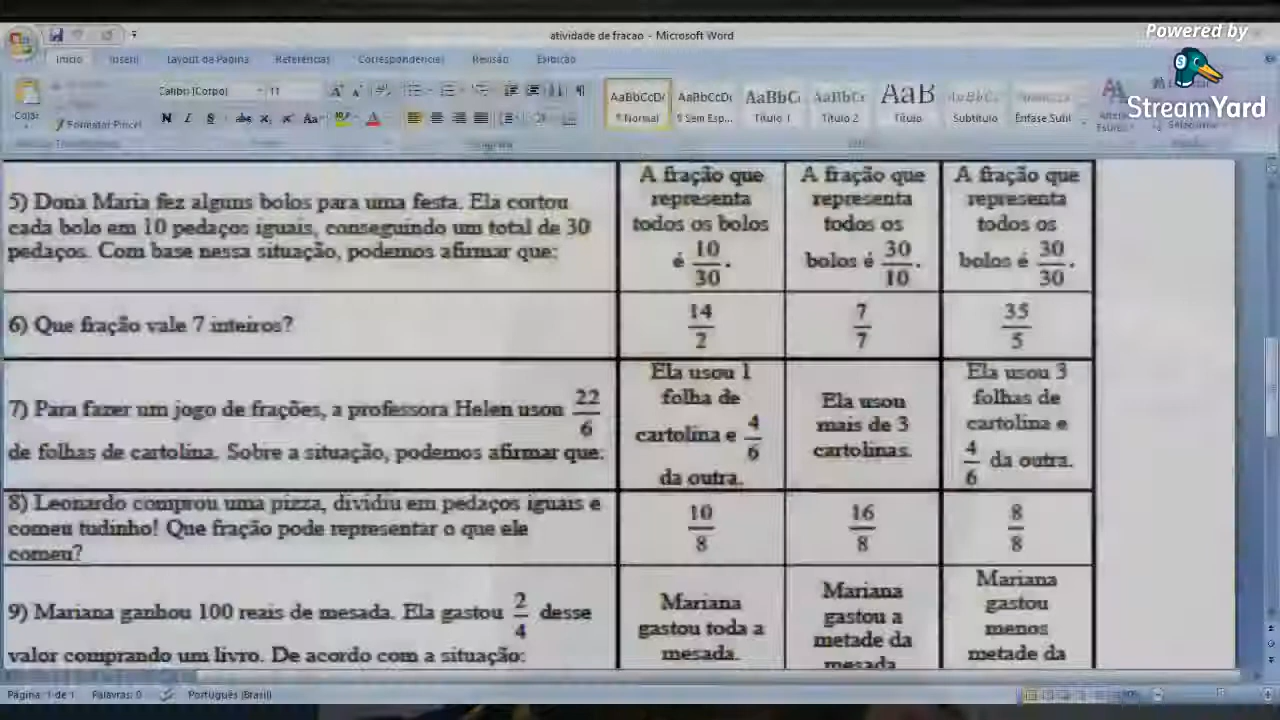 Powered by
StreamYard
atividade de fracao - Microsoft Word
Início Inserir Layout da Página Referências Correspondências Revisão Exibição
Calibri (Corpo) 11
Colar
Formatar Pincel
N I S abc x₂ x² Aa
AaBbCcDc AaBbCcDc AaBbC AaBbCc AaB AaBbCc
¶ Normal ¶ Sem Esp... Título 1 Título 2 Título Subtítulo Ênfase Sutil
5) Dona Maria fez alguns bolos para uma festa. Ela cortou
cada bolo em 10 pedaços iguais, conseguindo um total de 30
pedaços. Com base nessa situação, podemos afirmar que:
A fração que
representa
todos os bolos
é 10/30.
A fração que
representa
todos os
bolos é 30/10.
A fração que
representa
todos os
bolos é 30/30.
6) Que fração vale 7 inteiros?
14/2
7/7
35/5
7) Para fazer um jogo de frações, a professora Helen usou 22/6
de folhas de cartolina. Sobre a situação, podemos afirmar que:
Ela usou 1
folha de
cartolina e 4/6
da outra.
Ela usou
mais de 3
cartolinas.
Ela usou 3
folhas de
cartolina e
4/6 da outra.
8) Leonardo comprou uma pizza, dividiu em pedaços iguais e
comeu tudinho! Que fração pode representar o que ele
comeu?
10/8
16/8
8/8
9) Mariana ganhou 100 reais de mesada. Ela gastou 2/4 desse
valor comprando um livro. De acordo com a situação:
Mariana
gastou toda a
mesada.
Mariana
gastou a
metade da
mesada
Mariana
gastou
menos
metade da
Página: 1 de 1 Palavras: 0 Português (Brasil)